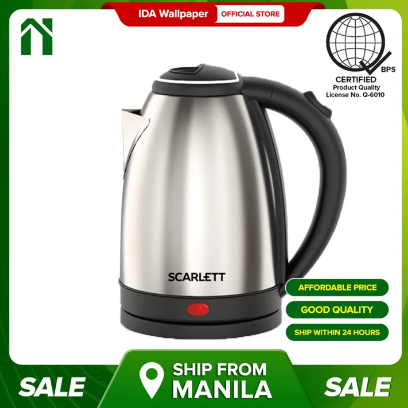 IDA Wallpaper OFFICIAL STORE
BPS
CERTIFIED
Product Quality
License No. Q-6010
SCARLETT
AFFORDABLE PRICE
GOOD QUALITY
SHIP WITHIN 24 HOURS
SALE
SHIP FROM
MANILA
SALE